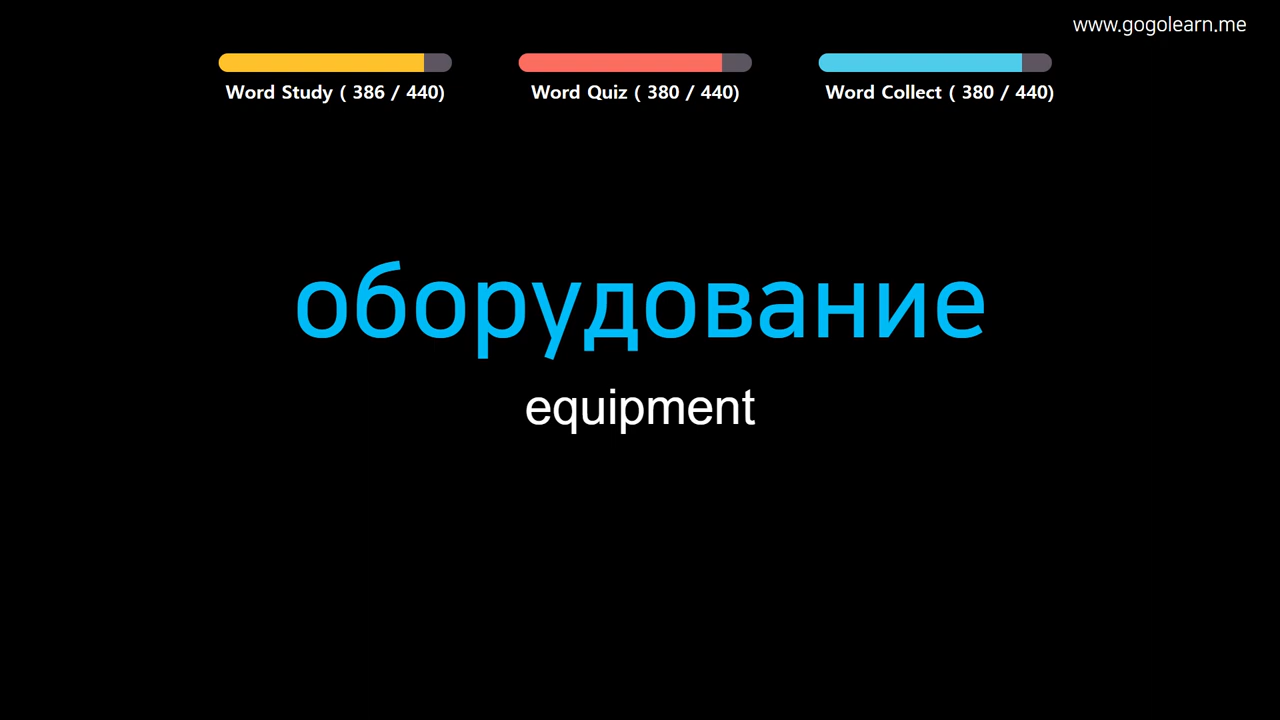 www.gogolearn.me
Word Study ( 386 / 440)
Word Quiz ( 380 / 440)
Word Collect ( 380 / 440)
оборудование
equipment